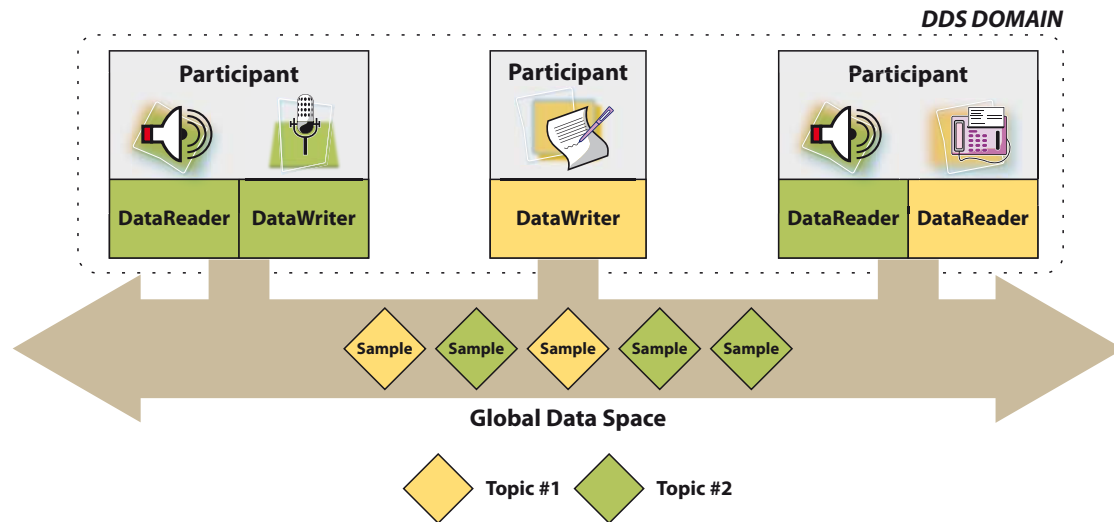 DDS DOMAIN
Participant
Participant
Participant
DataReader
DataWriter
DataWriter
DataReader
DataReader
Sample
Sample
Sample
Sample
Sample
Global Data Space
Topic #1
Topic #2